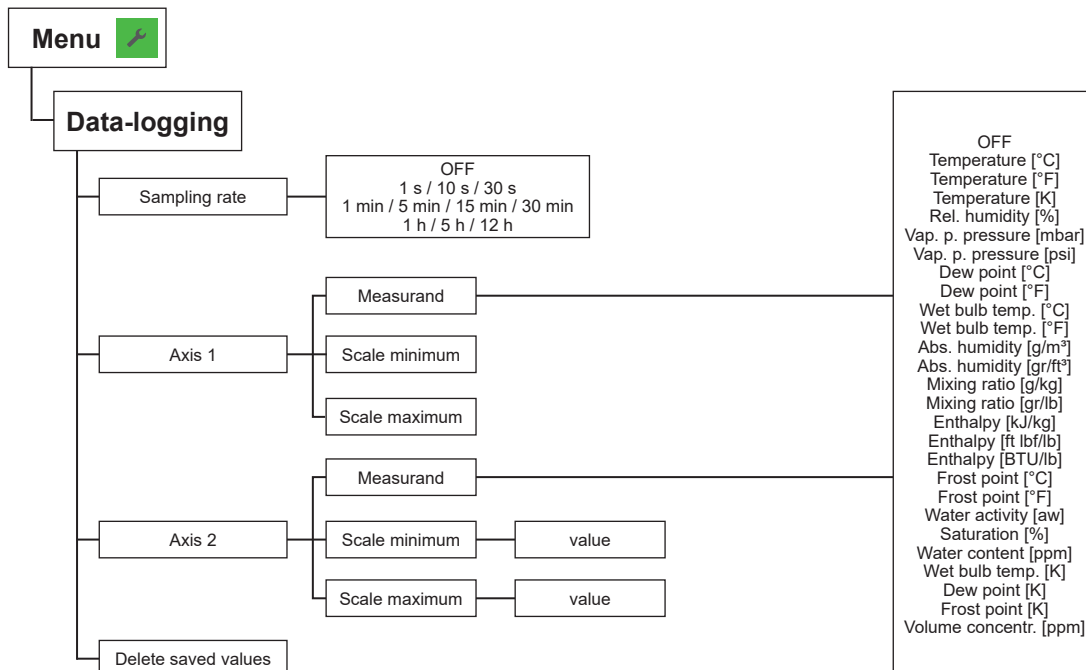 Menu
Data-logging
Sampling rate
OFF
1 s / 10 s / 30 s
1 min / 5 min / 15 min / 30 min
1 h / 5 h / 12 h
Axis 1
Measurand
Scale minimum
Scale maximum
Axis 2
Measurand
Scale minimum
value
Scale maximum
value
Delete saved values
OFF
Temperature [°C]
Temperature [°F]
Temperature [K]
Rel. humidity [%]
Vap. p. pressure [mbar]
Vap. p. pressure [psi]
Dew point [°C]
Dew point [°F]
Wet bulb temp. [°C]
Wet bulb temp. [°F]
Abs. humidity [g/m³]
Abs. humidity [gr/ft³]
Mixing ratio [g/kg]
Mixing ratio [gr/lb]
Enthalpy [kJ/kg]
Enthalpy [ft lbf/lb]
Enthalpy [BTU/lb]
Frost point [°C]
Frost point [°F]
Water activity [aw]
Saturation [%]
Water content [ppm]
Wet bulb temp. [K]
Dew point [K]
Frost point [K]
Volume concentr. [ppm]